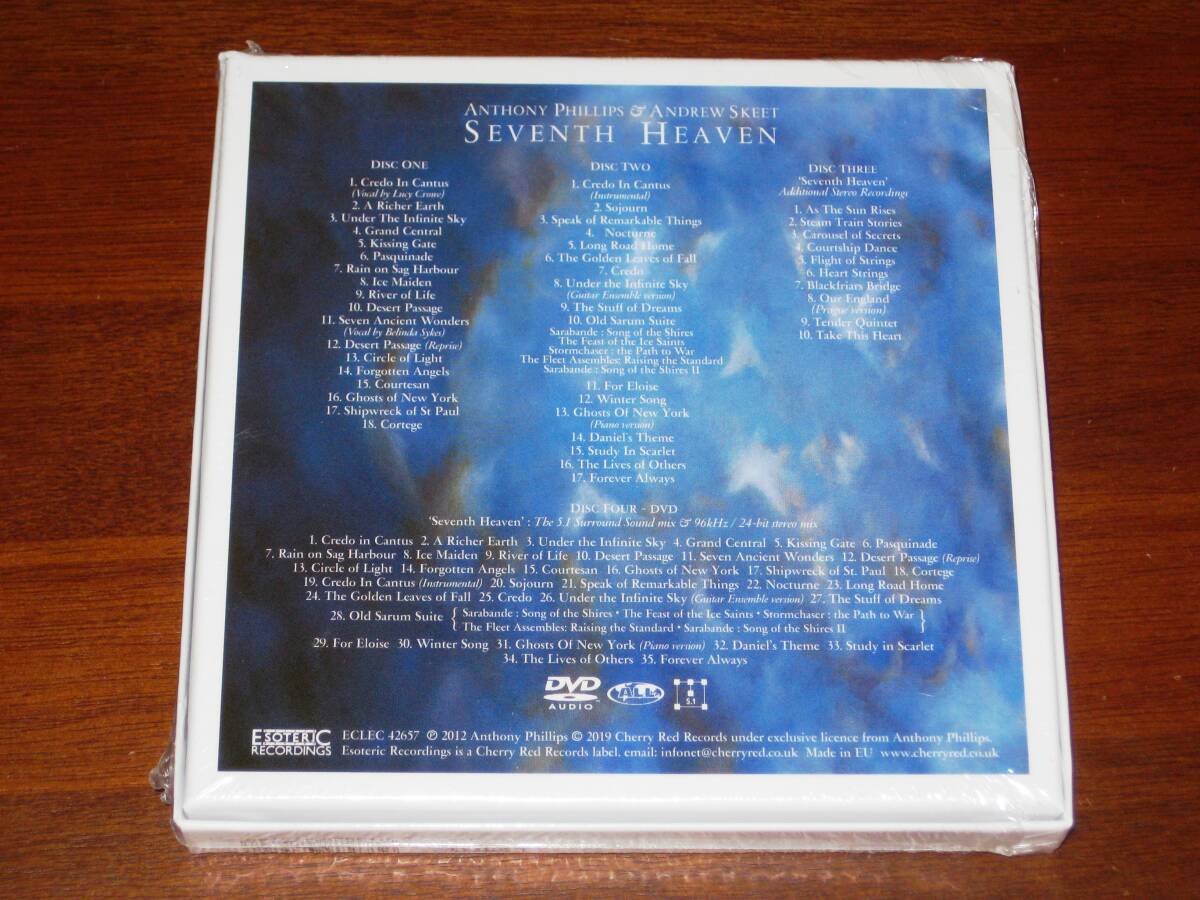 ANTHONY PHILLIPS & ANDREW SKEET
SEVENTH HEAVEN
DISC ONE
1. Credo In Cantus
(Vocal by Lucy Crowe)
2. A Richer Earth
3. Under The Infinite Sky
4. Grand Central
5. Kissing Gate
6. Pasquinade
7. Rain on Sag Harbour
8. Ice Maiden
9. River of Life
10. Desert Passage
11. Seven Ancient Wonders
(Vocal by Belinda Sykes)
12. Desert Passage (Reprise)
13. Circle of Light
14. Forgotten Angels
15. Courtesan
16. Ghosts of New York
17. Shipwreck of St Paul
18. Cortege
DISC TWO
1. Credo In Cantus
(Instrumental)
2. Sojourn
3. Speak of Remarkable Things
4. Nocturne
5. Long Road Home
6. The Golden Leaves of Fall
7. Credo
8. Under the Infinite Sky
(Guitar Ensemble version)
9. The Stuff of Dreams
10. Old Sarum Suite
Sarabande : Song of the Shires
The Feast of the Ice Saints
Stormchaser : the Path to War
The Fleet Assembles: Raising the Standard
Sarabande : Song of the Shires II
11. For Eloise
12. Winter Song
13. Ghosts Of New York
(Piano version)
14. Daniel's Theme
15. Study In Scarlet
16. The Lives of Others
17. Forever Always
DISC THREE
'Seventh Heaven'
Additional Stereo Recordings
1. As The Sun Rises
2. Steam Train Stories
3. Carousel of Secrets
4. Courtship Dance
5. Flight of Strings
6. Heart Strings
7. Blackfriars Bridge
8. Our England
(Prague version)
9. Tender Quintet
10. Take This Heart
DISC FOUR - DVD
'Seventh Heaven' : The 5.1 Surround Sound mix & 96kHz / 24-bit stereo mix
1. Credo in Cantus 2. A Richer Earth 3. Under the Infinite Sky 4. Grand Central 5. Kissing Gate 6. Pasquinade
7. Rain on Sag Harbour 8. Ice Maiden 9. River of Life 10. Desert Passage 11. Seven Ancient Wonders 12. Desert Passage (Reprise)
13. Circle of Light 14. Forgotten Angels 15. Courtesan 16. Ghosts of New York 17. Shipwreck of St. Paul 18. Cortege
19. Credo In Cantus (Instrumental) 20. Sojourn 21. Speak of Remarkable Things 22. Nocturne 23. Long Road Home
24. The Golden Leaves of Fall 25. Credo 26. Under the Infinite Sky (Guitar Ensemble version) 27. The Stuff of Dreams
28. Old Sarum Suite { Sarabande : Song of the Shires • The Feast of the Ice Saints • Stormchaser : the Path to War
The Fleet Assembles: Raising the Standard • Sarabande : Song of the Shires II }
29. For Eloise 30. Winter Song 31. Ghosts Of New York (Piano version) 32. Daniel's Theme 33. Study in Scarlet
34. The Lives of Others 35. Forever Always
DVD AUDIO ALL 5.1
ESOTERIC RECORDINGS
ECLEC 42657 ℗ 2012 Anthony Phillips © 2019 Cherry Red Records under exclusive licence from Anthony Phillips.
Esoteric Recordings is a Cherry Red Records label, email: infonet@cherryred.co.uk Made in EU www.cherryred.co.uk